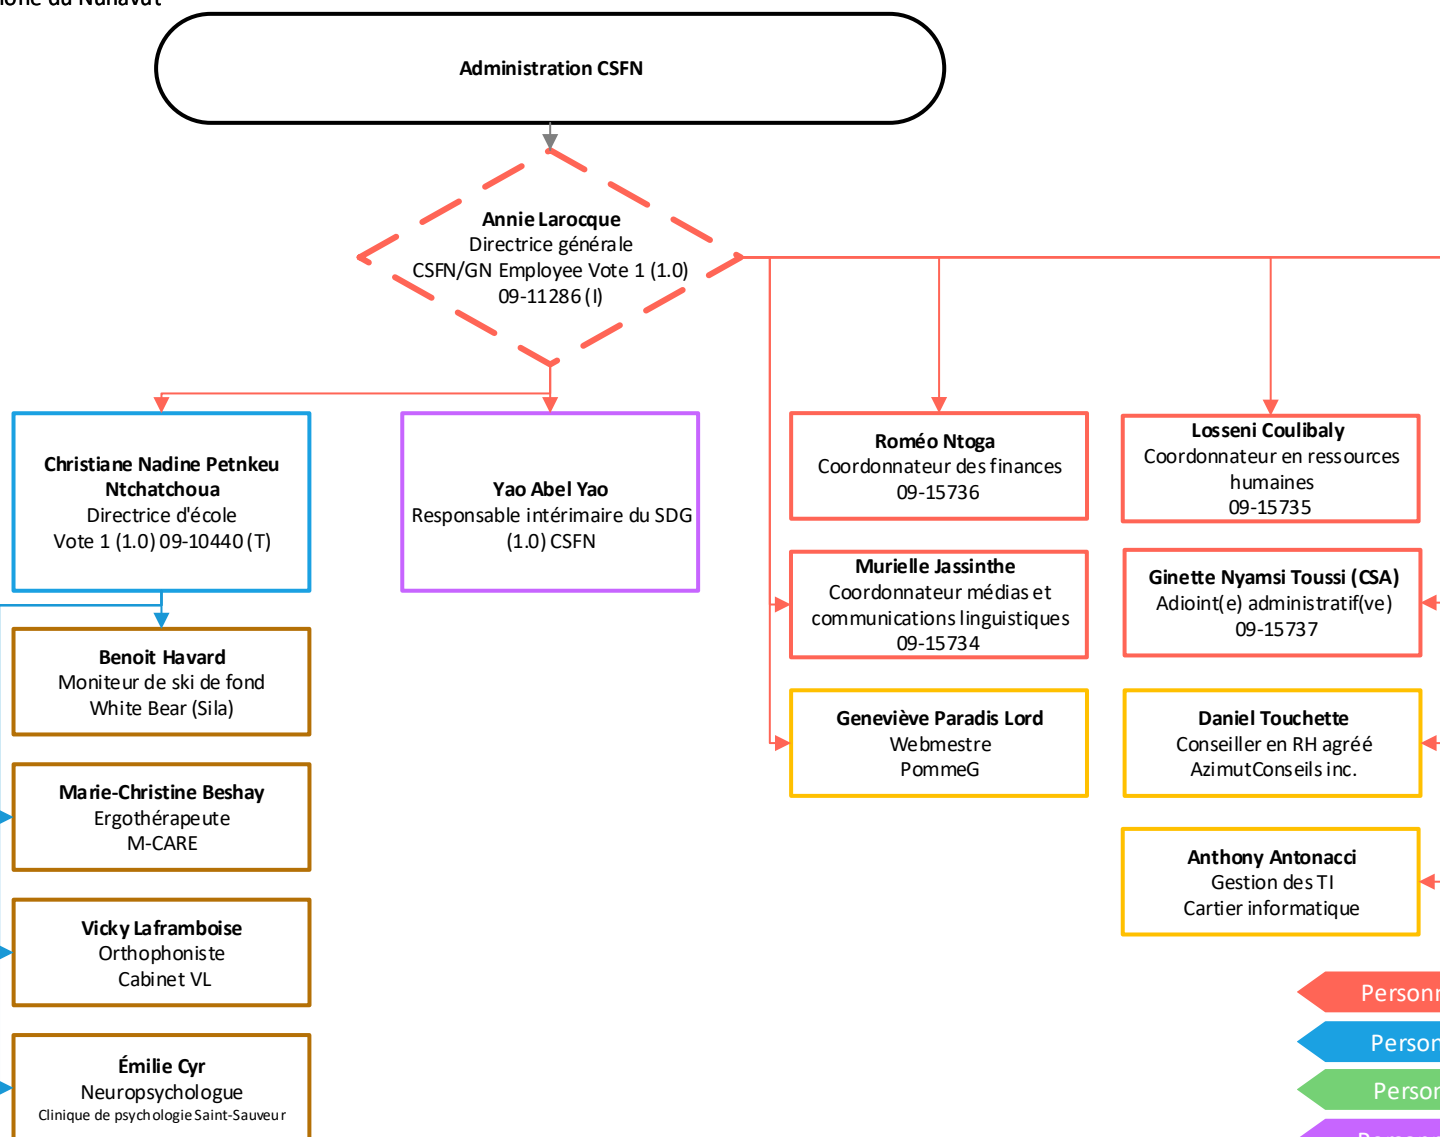 du Nunavut
Administration CSFN
Annie Larocque
Directrice générale
CSFN/GN Employee Vote 1 (1.0)
09-11286 (I)
Christiane Nadine Petnkeu
Ntchatchoua
Directrice d'école
Vote 1 (1.0) 09-10440 (T)
Yao Abel Yao
Responsable intérimaire du SDG
(1.0) CSFN
Roméo Ntoga
Coordonnateur des finances
09-15736
Losseni Coulibaly
Coordonnateur en ressources
humaines
09-15735
Murielle Jassinthe
Coordonnateur médias et
communications linguistiques
09-15734
Ginette Nyamsi Toussi (CSA)
Adioint(e) administratif(ve)
09-15737
Benoit Havard
Moniteur de ski de fond
White Bear (Sila)
Geneviève Paradis Lord
Webmestre
PommeG
Daniel Touchette
Conseiller en RH agréé
AzimutConseils inc.
Marie-Christine Beshay
Ergothérapeute
M-CARE
Anthony Antonacci
Gestion des TI
Cartier informatique
Vicky Laframboise
Orthophoniste
Cabinet VL
Émilie Cyr
Neuropsychologue
Clinique de psychologie Saint-Sauveur